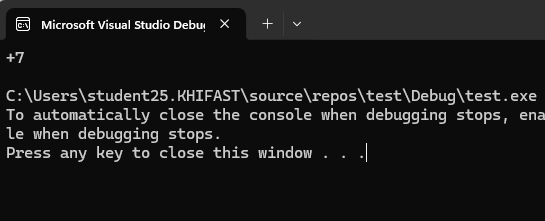 Microsoft Visual Studio Debu
+7
C:\Users\student25.KHIFAST\source\repos\test\Debug\test.exe
To automatically close the console when debugging stops, ena
le when debugging stops.
Press any key to close this window . . .